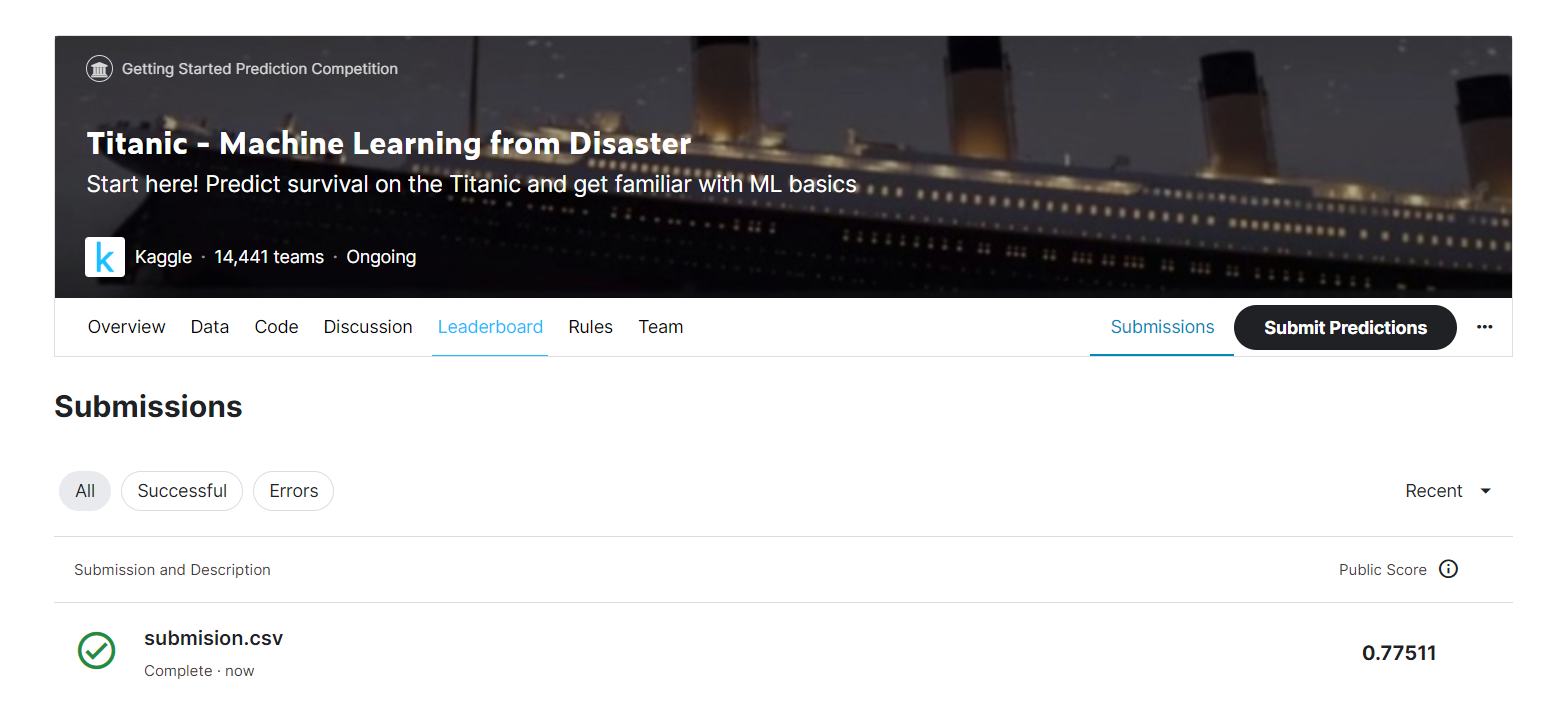 Getting Started Prediction Competition
Titanic - Machine Learning from Disaster
Start here! Predict survival on the Titanic and get familiar with ML basics
k Kaggle · 14,441 teams · Ongoing
Overview Data Code Discussion Leaderboard Rules Team Submissions Submit Predictions ...
Submissions
All Successful Errors Recent
Submission and Description Public Score
submision.csv
Complete · now
0.77511